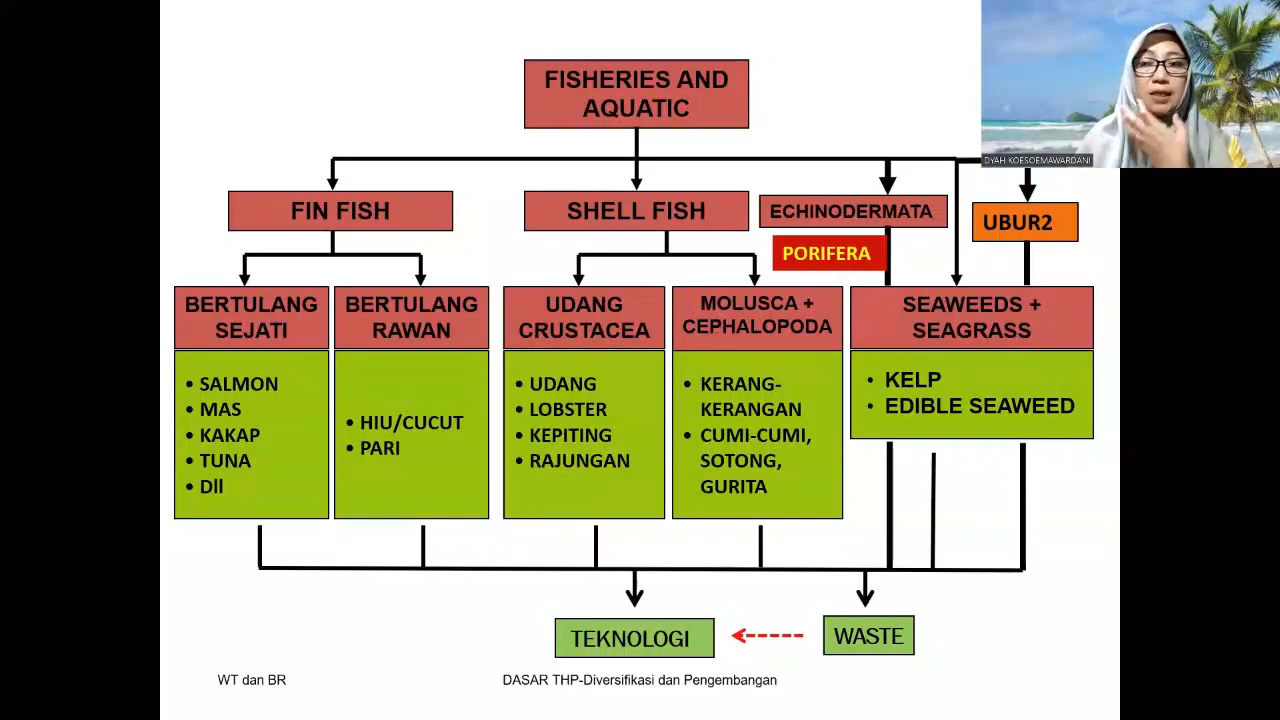 FISHERIES AND
AQUATIC
DYAH KOESOEMAWARDANI
FIN FISH
SHELL FISH
ECHINODERMATA
UBUR2
PORIFERA
BERTULANG
SEJATI
BERTULANG
RAWAN
UDANG
CRUSTACEA
MOLUSCA +
CEPHALOPODA
SEAWEEDS +
SEAGRASS
• SALMON
• MAS
• KAKAP
• TUNA
• Dll
• HIU/CUCUT
• PARI
• UDANG
• LOBSTER
• KEPITING
• RAJUNGAN
• KERANG-
KERANGAN
• CUMI-CUMI,
SOTONG,
GURITA
• KELP
• EDIBLE SEAWEED
TEKNOLOGI
WASTE
WT dan BR
DASAR THP-Diversifikasi dan Pengembangan